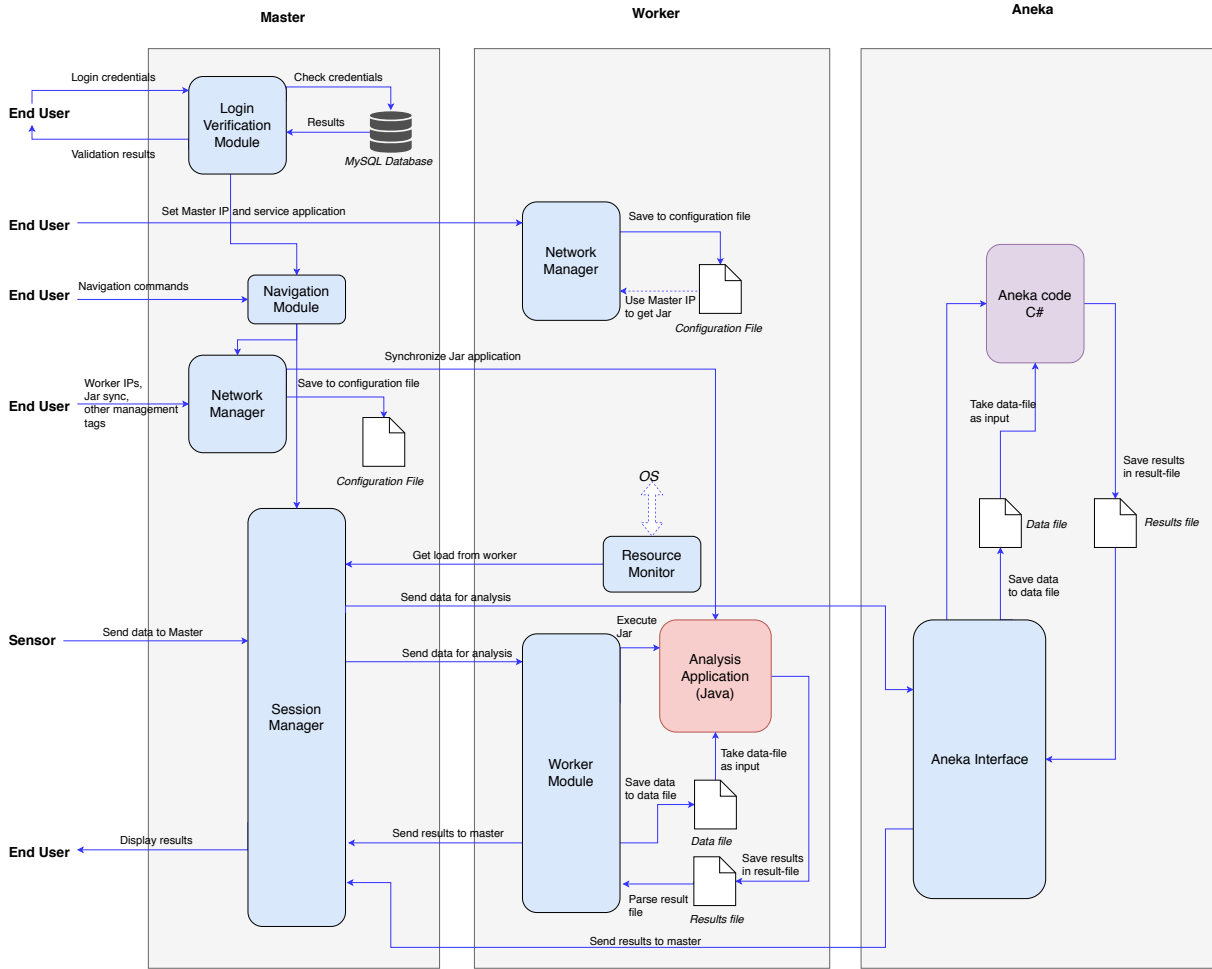 Master
Worker
Aneka
Login credentials
Check credentials
End User
Login
Verification
Module
Results
Validation results
MySQL Database
End User
Set Master IP and service application
Save to configuration file
Network
Manager
Use Master IP
to get Jar
Configuration File
Aneka code
C#
End User
Navigation commands
Navigation
Module
Synchronize Jar application
Worker IPs,
Jar sync,
other management
tags
End User
Network
Manager
Save to configuration file
Configuration File
Take data-file
as input
Save results
in result-file
Data file
Results file
OS
Resource
Monitor
Get load from worker
Save data
to data file
Send data for analysis
Sensor
Send data to Master
Execute
Jar
Send data for analysis
Analysis
Application
(Java)
Session
Manager
Worker
Module
Take data-file
as input
Aneka Interface
Save data
to data file
Data file
End User
Display results
Send results to master
Save results
in result-file
Parse result
file
Results file
Send results to master